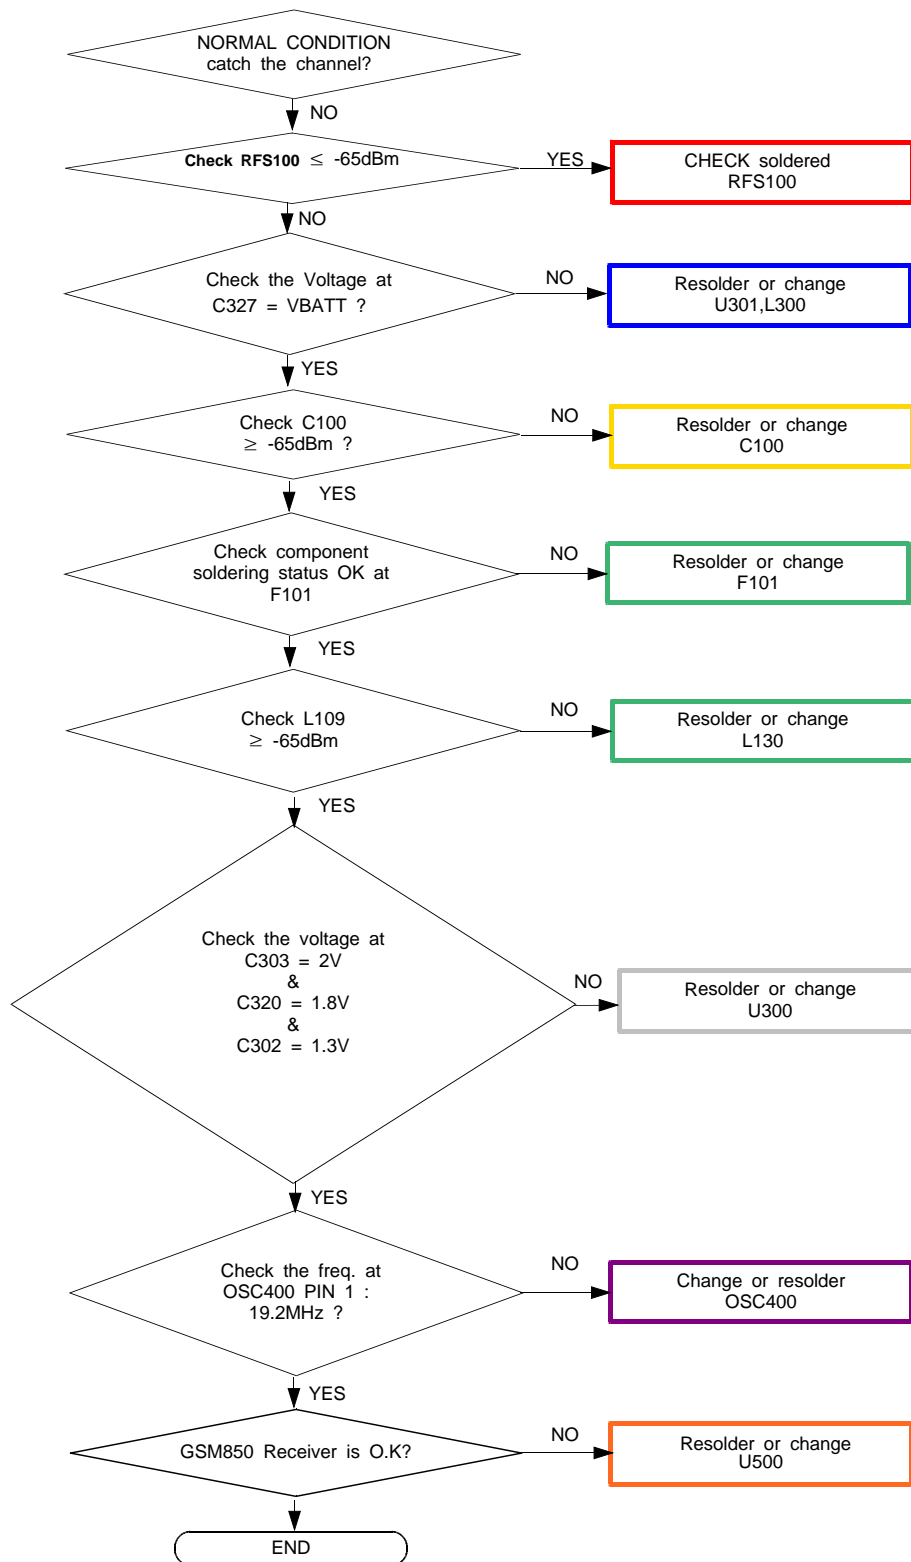 NORMAL CONDITION
catch the channel?
NO
Check RFS100 ≤ -65dBm
YES
CHECK soldered
RFS100
NO
Check the Voltage at
C327 = VBATT ?
NO
Resolder or change
U301,L300
YES
Check C100
≥ -65dBm ?
NO
Resolder or change
C100
YES
Check component
soldering status OK at
F101
NO
Resolder or change
F101
YES
Check L109
≥ -65dBm
NO
Resolder or change
L130
YES
Check the voltage at
C303 = 2V
&
C320 = 1.8V
&
C302 = 1.3V
NO
Resolder or change
U300
YES
Check the freq. at
OSC400 PIN 1 :
19.2MHz ?
NO
Change or resolder
OSC400
YES
GSM850 Receiver is O.K?
NO
Resolder or change
U500
END